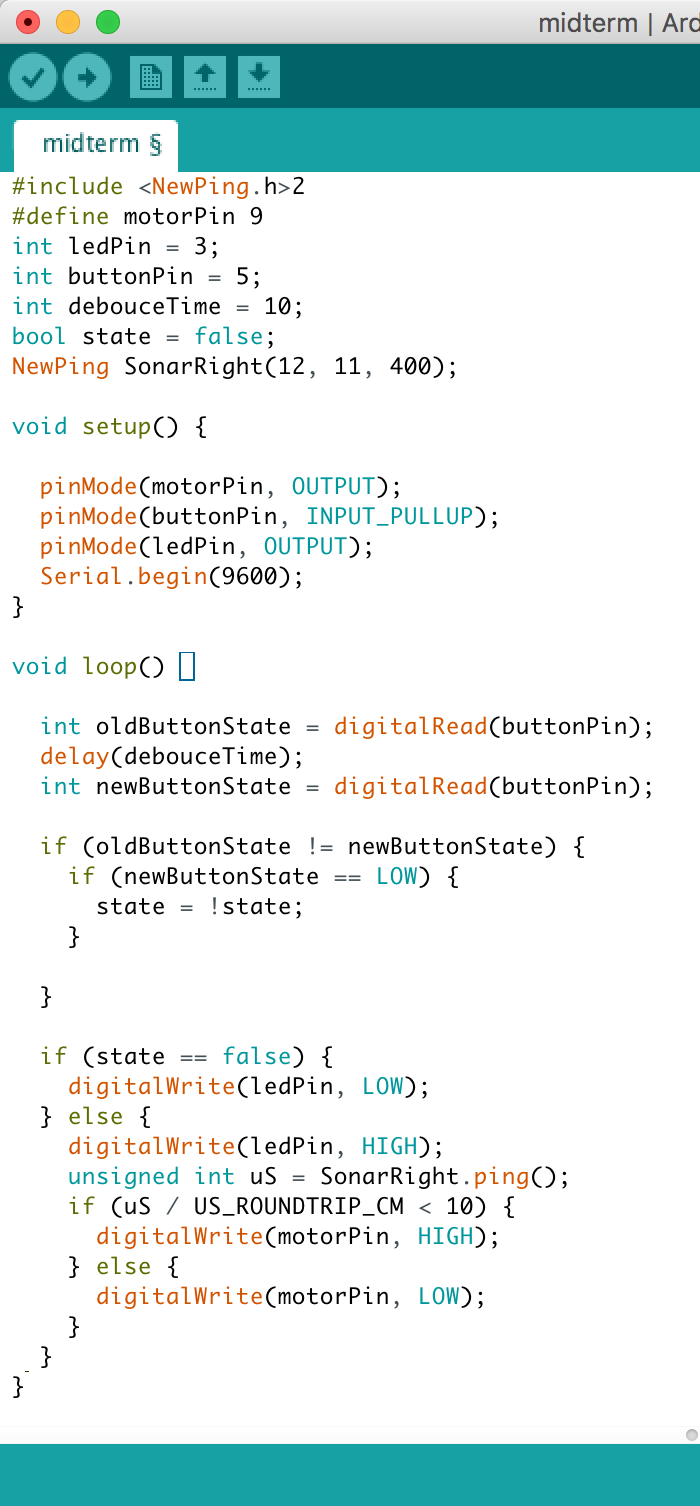 midterm | Ard
midterm §
#include <NewPing.h>2
#define motorPin 9
int ledPin = 3;
int buttonPin = 5;
int debouceTime = 10;
bool state = false;
NewPing SonarRight(12, 11, 400);
void setup() {
  pinMode(motorPin, OUTPUT);
  pinMode(buttonPin, INPUT_PULLUP);
  pinMode(ledPin, OUTPUT);
  Serial.begin(9600);
}
void loop()
  int oldButtonState = digitalRead(buttonPin);
  delay(debouceTime);
  int newButtonState = digitalRead(buttonPin);
  if (oldButtonState != newButtonState) {
    if (newButtonState == LOW) {
      state = !state;
    }
  }
  if (state == false) {
    digitalWrite(ledPin, LOW);
  } else {
    digitalWrite(ledPin, HIGH);
    unsigned int uS = SonarRight.ping();
    if (uS / US_ROUNDTRIP_CM < 10) {
      digitalWrite(motorPin, HIGH);
    } else {
      digitalWrite(motorPin, LOW);
    }
  }
}